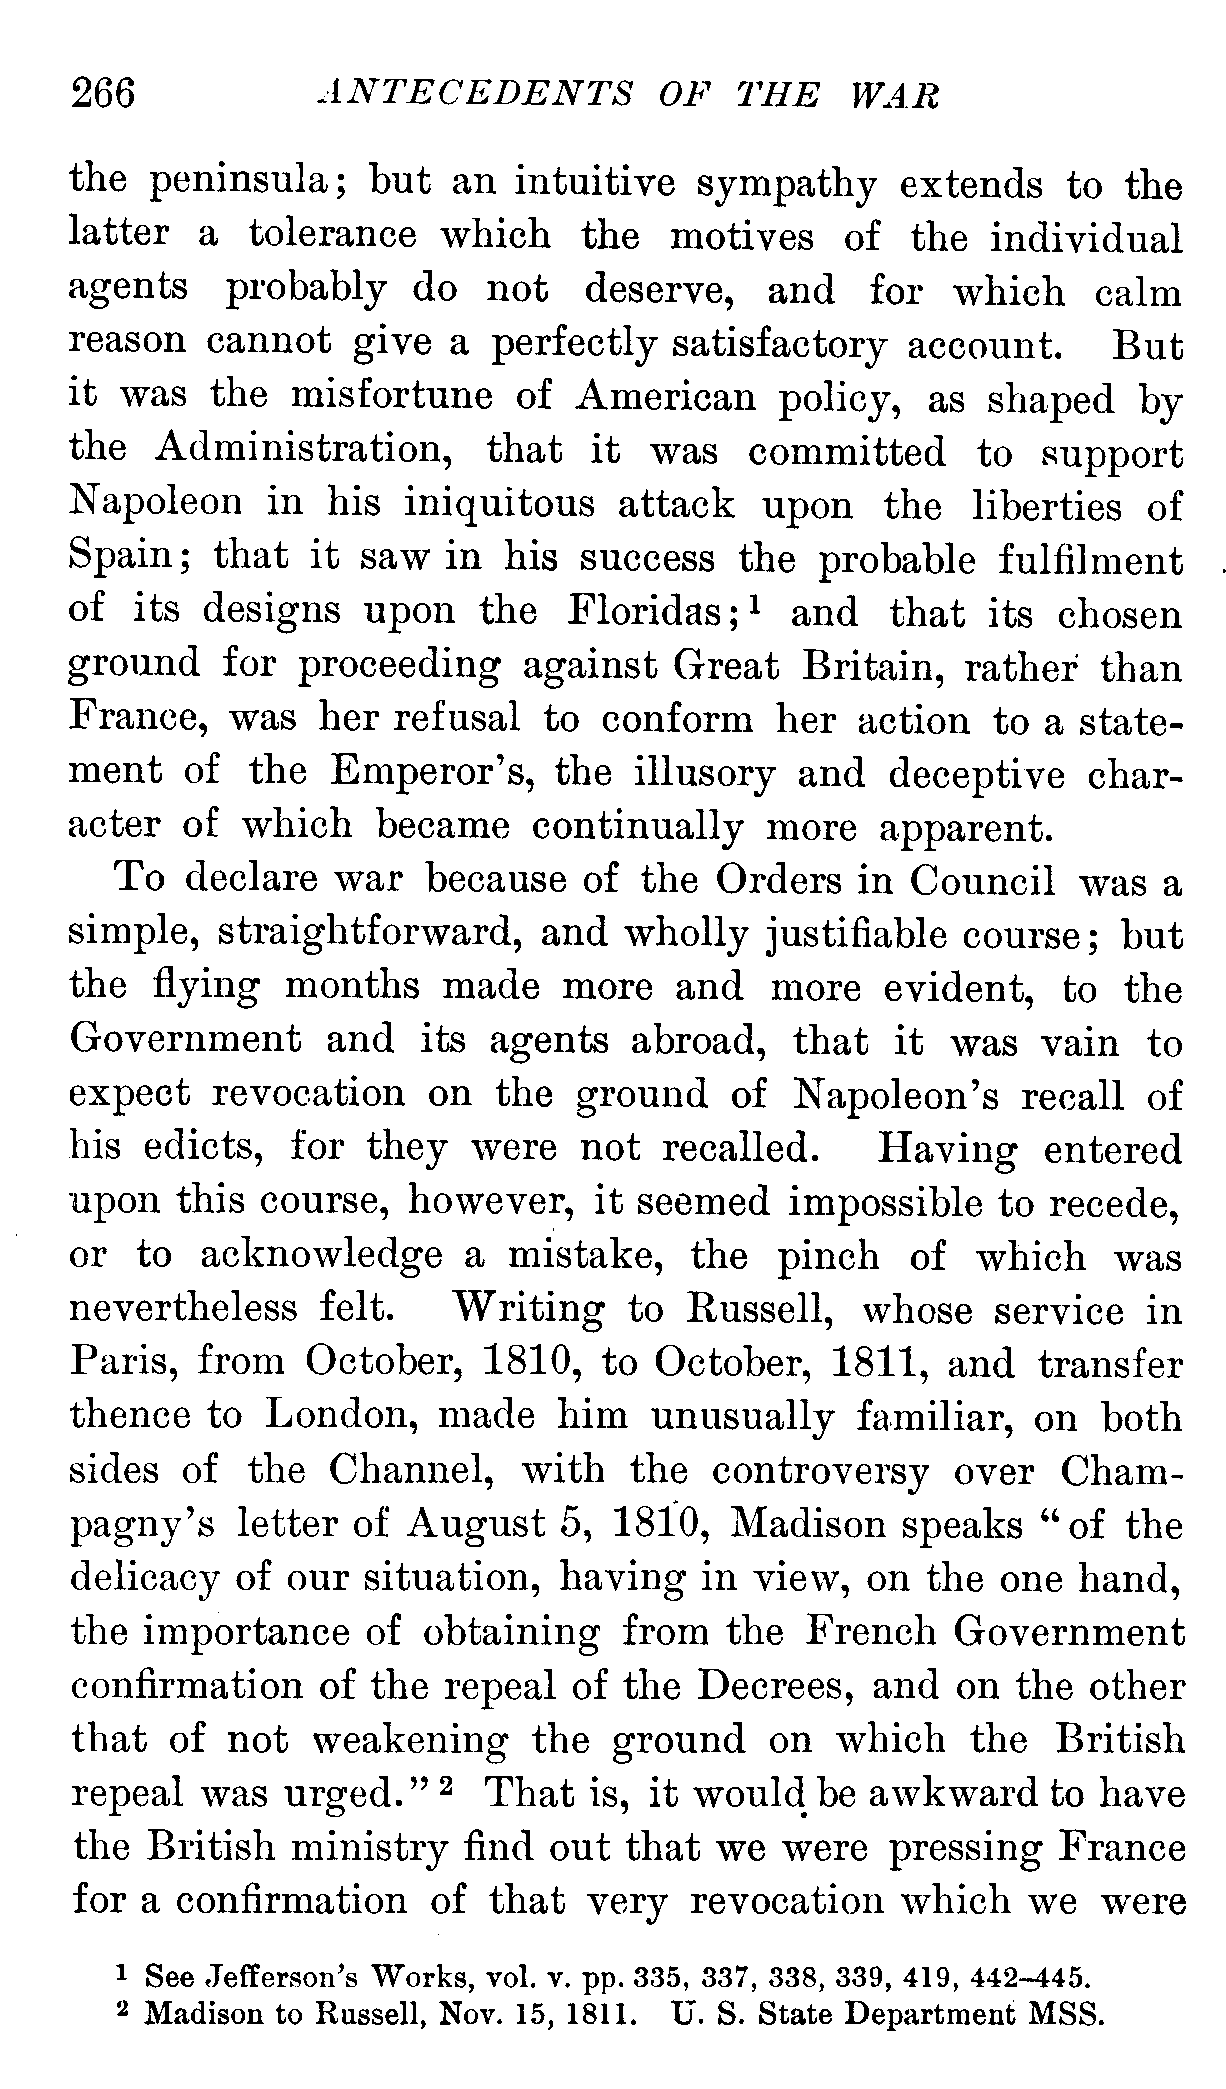 266 ANTECEDENTS OF THE WAR
the peninsula; but an intuitive sympathy extends to the
latter a tolerance which the motives of the individual
agents probably do not deserve, and for which calm
reason cannot give a perfectly satisfactory account. But
it was the misfortune of American policy, as shaped by
the Administration, that it was committed to support
Napoleon in his iniquitous attack upon the liberties of
Spain; that it saw in his success the probable fulfilment
of its designs upon the Floridas;¹ and that its chosen
ground for proceeding against Great Britain, rather than
France, was her refusal to conform her action to a state-
ment of the Emperor's, the illusory and deceptive char-
acter of which became continually more apparent.
To declare war because of the Orders in Council was a
simple, straightforward, and wholly justifiable course; but
the flying months made more and more evident, to the
Government and its agents abroad, that it was vain to
expect revocation on the ground of Napoleon's recall of
his edicts, for they were not recalled. Having entered
upon this course, however, it seemed impossible to recede,
or to acknowledge a mistake, the pinch of which was
nevertheless felt. Writing to Russell, whose service in
Paris, from October, 1810, to October, 1811, and transfer
thence to London, made him unusually familiar, on both
sides of the Channel, with the controversy over Cham-
pagny's letter of August 5, 1810, Madison speaks “of the
delicacy of our situation, having in view, on the one hand,
the importance of obtaining from the French Government
confirmation of the repeal of the Decrees, and on the other
that of not weakening the ground on which the British
repeal was urged.”² That is, it would be awkward to have
the British ministry find out that we were pressing France
for a confirmation of that very revocation which we were
¹ See Jefferson's Works, vol. v. pp. 335, 337, 338, 339, 419, 442–445.
² Madison to Russell, Nov. 15, 1811. U. S. State Department MSS.